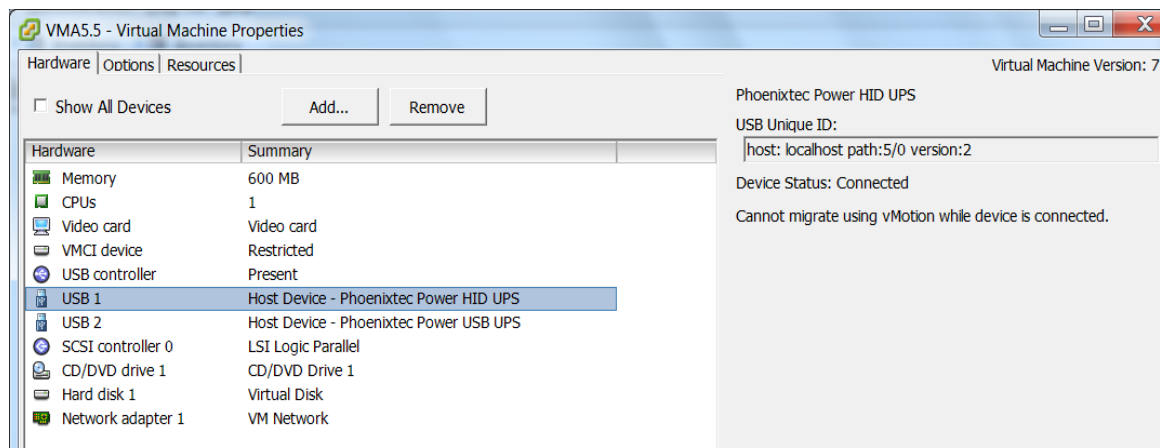 VMA5.5 - Virtual Machine Properties
Hardware Options Resources
Virtual Machine Version: 7
Show All Devices Add... Remove
Hardware Summary
Memory 600 MB
CPUs 1
Video card Video card
VMCI device Restricted
USB controller Present
USB 1 Host Device - Phoenixtec Power HID UPS
USB 2 Host Device - Phoenixtec Power USB UPS
SCSI controller 0 LSI Logic Parallel
CD/DVD drive 1 CD/DVD Drive 1
Hard disk 1 Virtual Disk
Network adapter 1 VM Network
Phoenixtec Power HID UPS
USB Unique ID:
host: localhost path:5/0 version:2
Device Status: Connected
Cannot migrate using vMotion while device is connected.